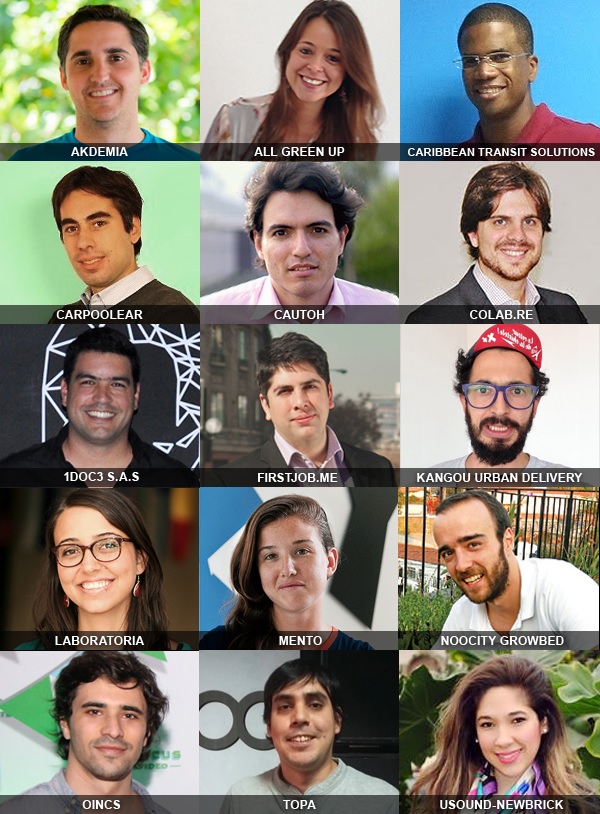 AKDEMIA
ALL GREEN UP
CARIBBEAN TRANSIT SOLUTIONS
CARPOOLEAR
CAUTOH
COLAB.RE
1DOC3 S.A.S
FIRSTJOB.ME
KANGOU URBAN DELIVERY
LABORATORIA
MENTO
NOOCITY GROWBED
OINCS
TOPA
USOUND-NEWBRICK